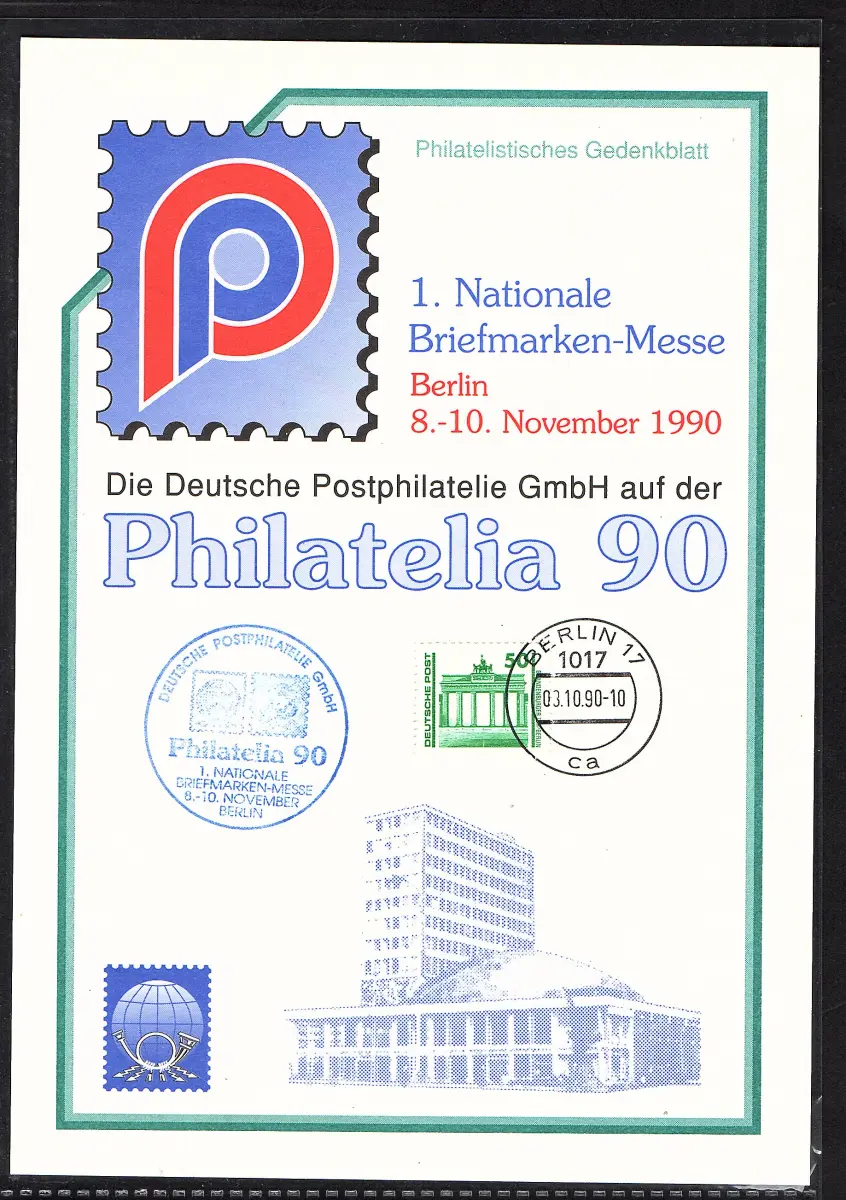 Philatelistisches Gedenkblatt
1. Nationale
Briefmarken-Messe
Berlin
8.-10. November 1990
Die Deutsche Postphilatelie GmbH auf der
Philatelia 90
DEUTSCHE POSTPHILATELIE GmbH
Philatelia 90
1. NATIONALE
BRIEFMARKEN-MESSE
8.-10. NOVEMBER
BERLIN
DEUTSCHE POST
50
BERLIN 17
1017
03.10.90-10
ca